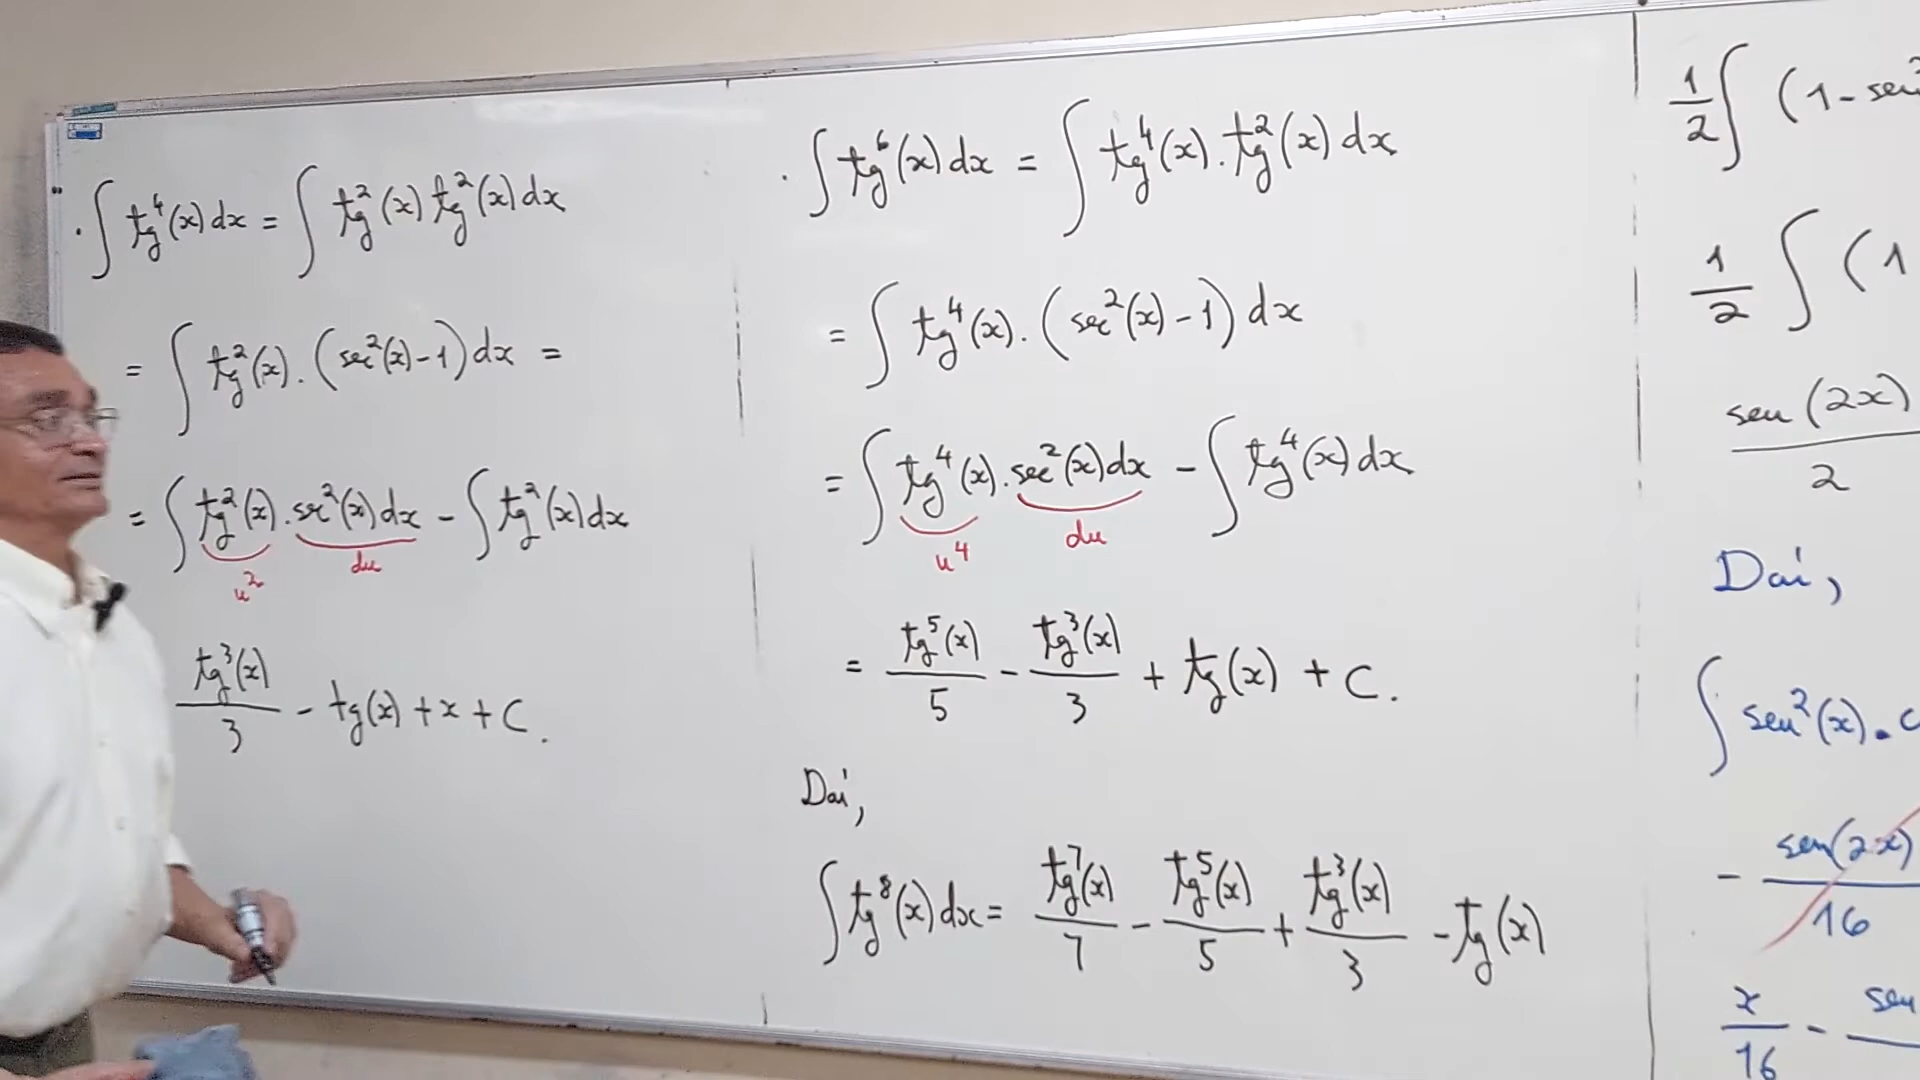 · ∫ tg⁴(x) dx = ∫ tg²(x) tg²(x) dx
= ∫ tg²(x) . (sec²(x) - 1) dx =
= ∫ tg²(x) . sec²(x) dx - ∫ tg²(x) dx
u² du
tg³(x)/3 - tg(x) + x + C.
· ∫ tg⁶(x) dx = ∫ tg⁴(x) . tg²(x) dx
= ∫ tg⁴(x) . (sec²(x) - 1) dx
= ∫ tg⁴(x) . sec²(x) dx - ∫ tg⁴(x) dx
u⁴ du
= tg⁵(x)/5 - tg³(x)/3 + tg(x) + C.
Daí,
∫ tg⁸(x) dx = tg⁷(x)/7 - tg⁵(x)/5 + tg³(x)/3 - tg(x)
1/2 ∫ (1 - sen²
1/2 ∫ (1
sen(2x)/2
Daí,
∫ sen²(x) . c
- sen(2x)/16
x/16 - sen